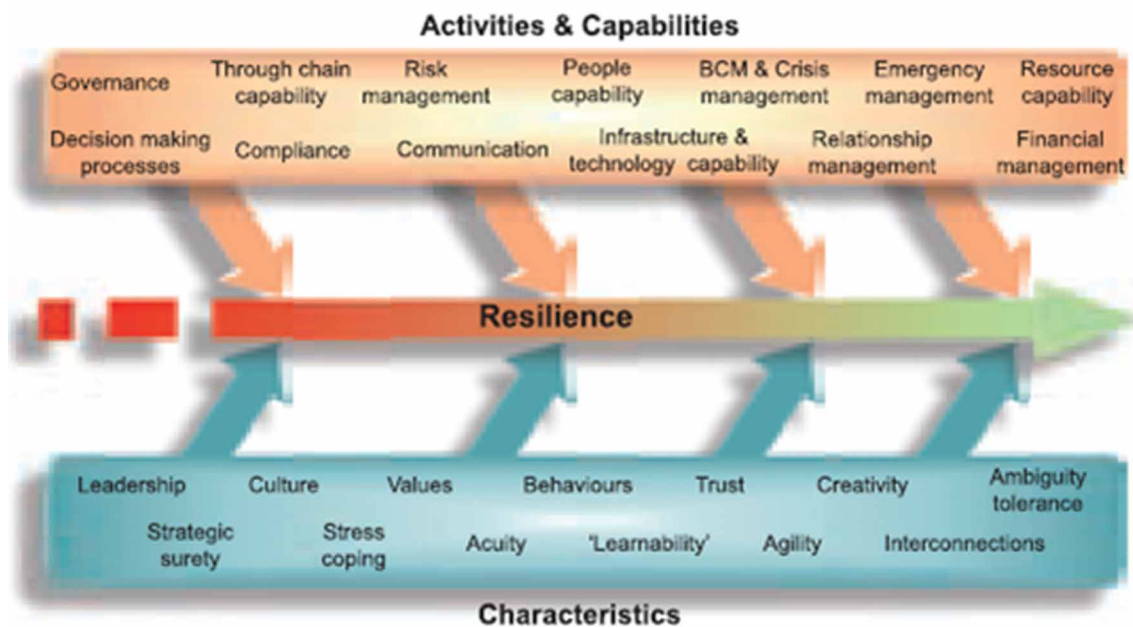 Activities & Capabilities
Governance
Through chain
capability
Risk
management
People
capability
BCM & Crisis
management
Emergency
management
Resource
capability
Decision making
processes
Compliance
Communication
Infrastructure &
technology capability
Relationship
management
Financial
management
Resilience
Leadership
Culture
Values
Behaviours
Trust
Creativity
Ambiguity
tolerance
Strategic
surety
Stress
coping
Acuity
'Learnability'
Agility
Interconnections
Characteristics